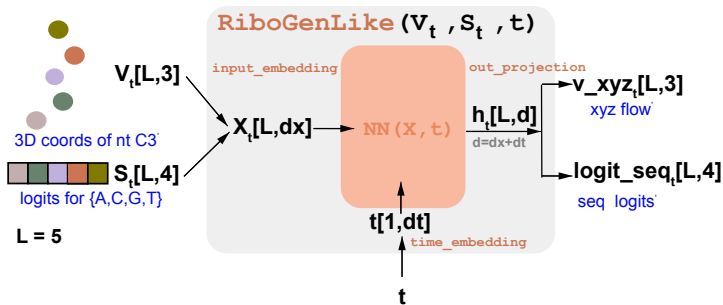 RiboGenLike(Vt ,St ,t)
input_embedding
out_projection
Vt[L,3]
3D coords of nt C3'
Xt[L,dx]
NN(X,t)
ht[L,d]
d=dx+dt
v_xyzt[L,3]
xyz flow'
St[L,4]
logits for {A,C,G,T}
logit_seqt[L,4]
seq logits'
L = 5
t[1,dt]
time_embedding
t